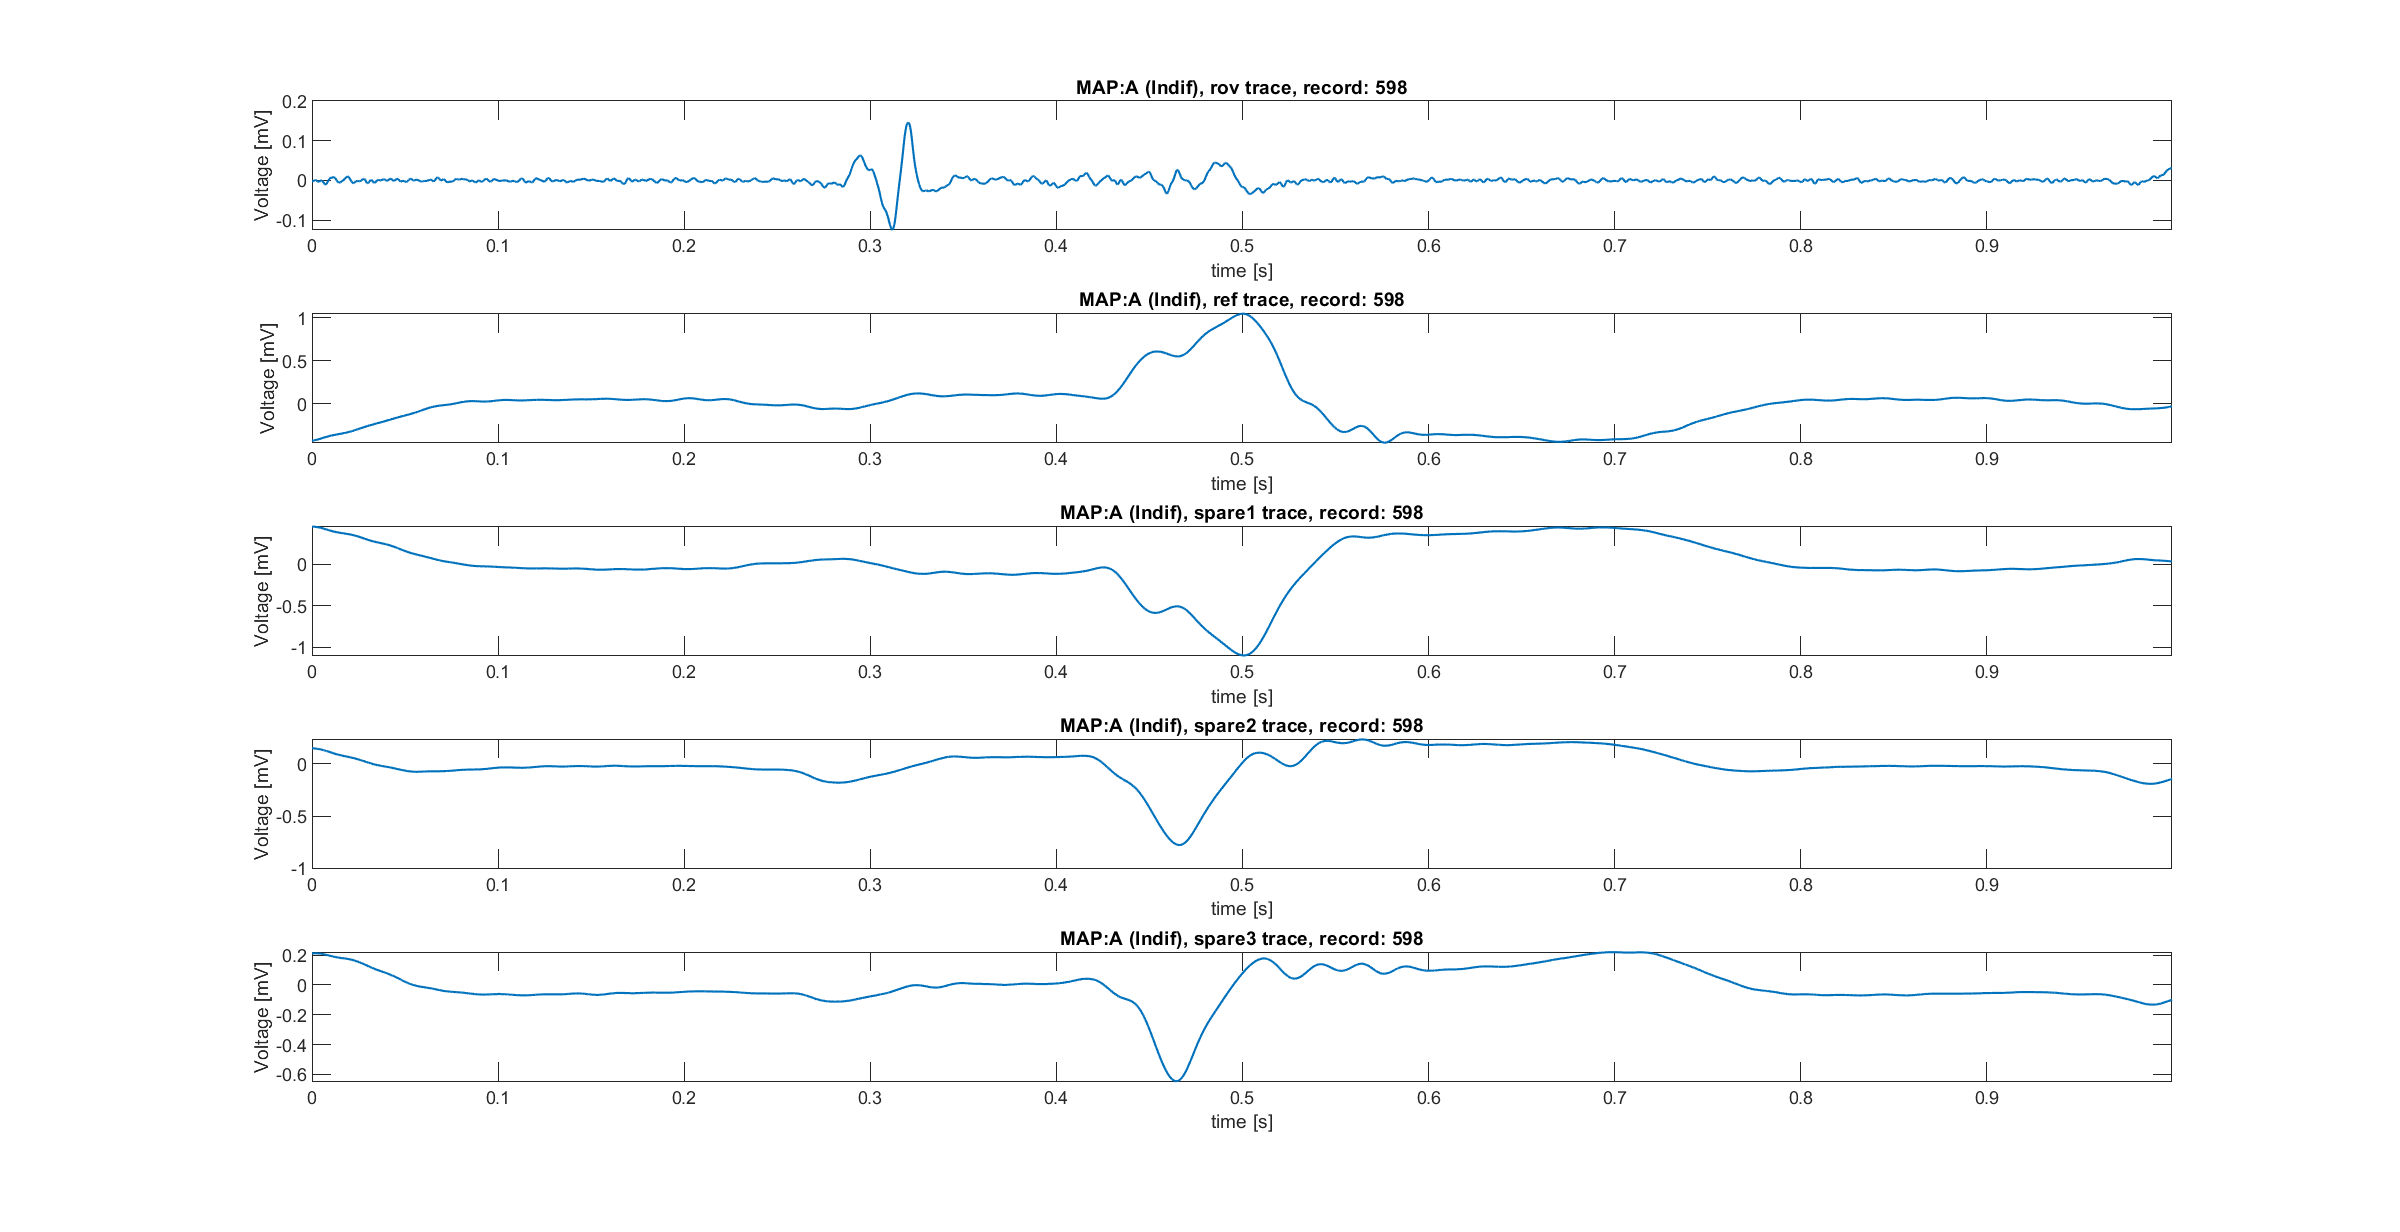 MAP:A (Indif), rov trace, record: 598
Voltage [mV]
0.2
0.1
0
-0.1
0 0.1 0.2 0.3 0.4 0.5 0.6 0.7 0.8 0.9
time [s]
MAP:A (Indif), ref trace, record: 598
Voltage [mV]
1
0.5
0
0 0.1 0.2 0.3 0.4 0.5 0.6 0.7 0.8 0.9
time [s]
MAP:A (Indif), spare1 trace, record: 598
Voltage [mV]
0
-0.5
-1
0 0.1 0.2 0.3 0.4 0.5 0.6 0.7 0.8 0.9
time [s]
MAP:A (Indif), spare2 trace, record: 598
Voltage [mV]
0
-0.5
-1
0 0.1 0.2 0.3 0.4 0.5 0.6 0.7 0.8 0.9
time [s]
MAP:A (Indif), spare3 trace, record: 598
Voltage [mV]
0.2
0
-0.2
-0.4
-0.6
0 0.1 0.2 0.3 0.4 0.5 0.6 0.7 0.8 0.9
time [s]